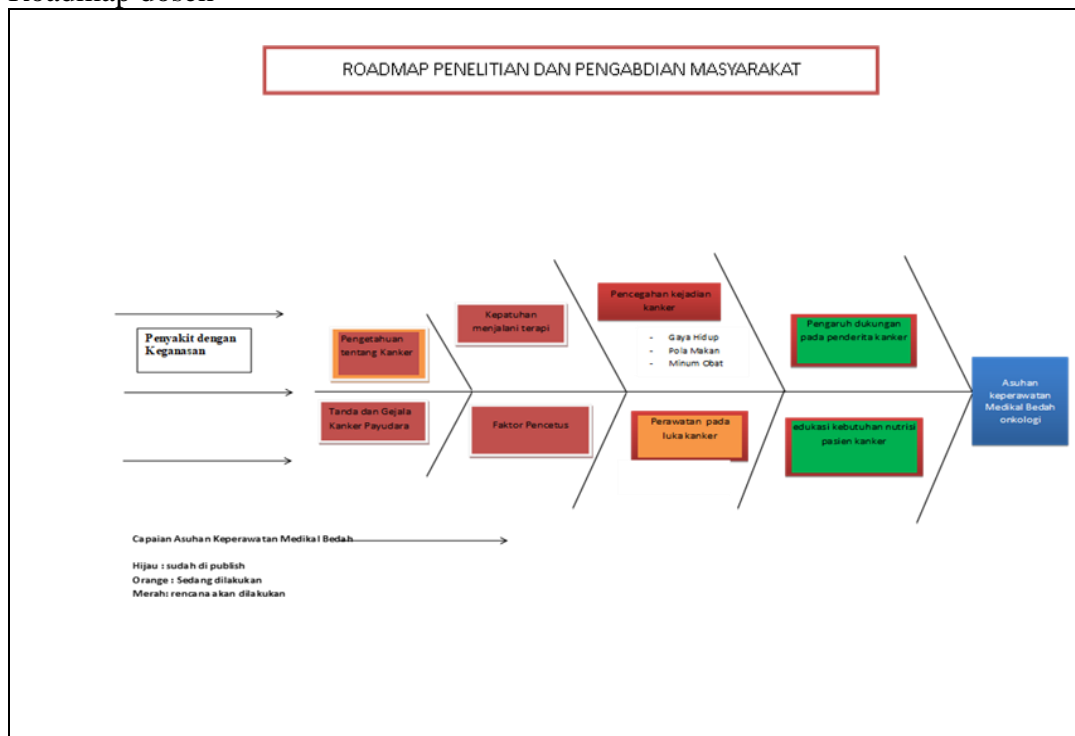 Roadmap dosen
ROADMAP PENELITIAN DAN PENGABDIAN MASYARAKAT
Penyakit dengan
Keganasan
Pengetahuan
tentang Kanker
Tanda dan Gejala
Kanker Payudara
Kepatuhan
menjalani terapi
Faktor Pencetus
Pencegahan kejadian
kanker
- Gaya Hidup
- Pola Makan
- Minum Obat
Perawatan pada
luka kanker
Pengaruh dukungan
pada penderita kanker
edukasi kebutuhan nutrisi
pasien kanker
Asuhan
keperawatan
Medikal Bedah
onkologi
Capaian Asuhan Keperawatan Medikal Bedah
Hijau : sudah di publish
Orange : Sedang dilakukan
Merah: rencana akan dilakukan